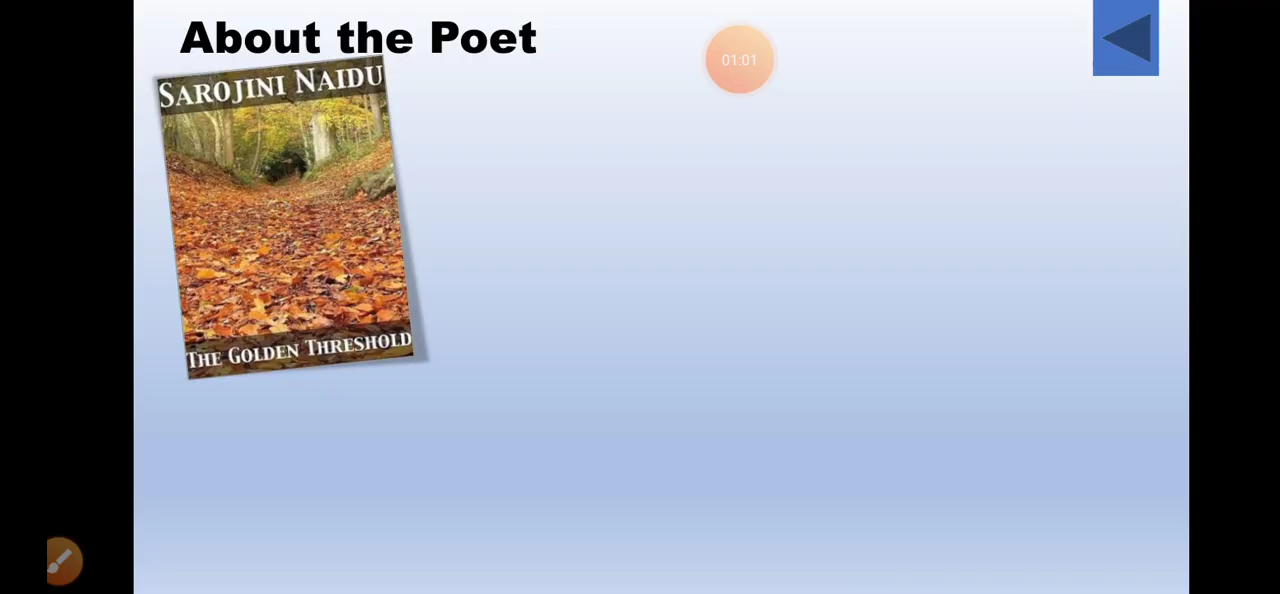 About the Poet
01:01
SAROJINI NAIDU
THE GOLDEN THRESHOLD